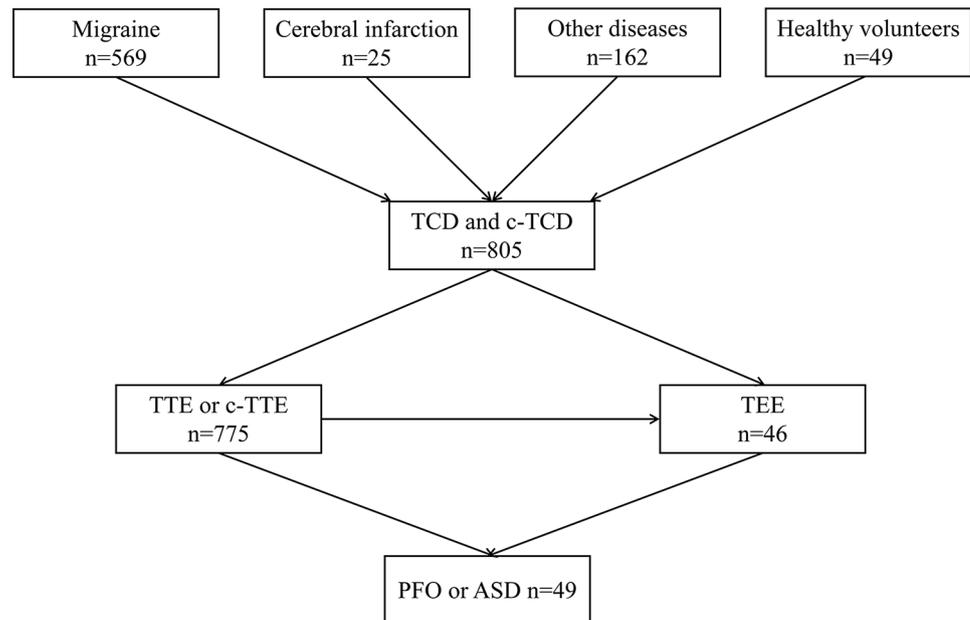 Migraine
n=569
Cerebral infarction
n=25
Other diseases
n=162
Healthy volunteers
n=49
TCD and c-TCD
n=805
TTE or c-TTE
n=775
TEE
n=46
PFO or ASD n=49